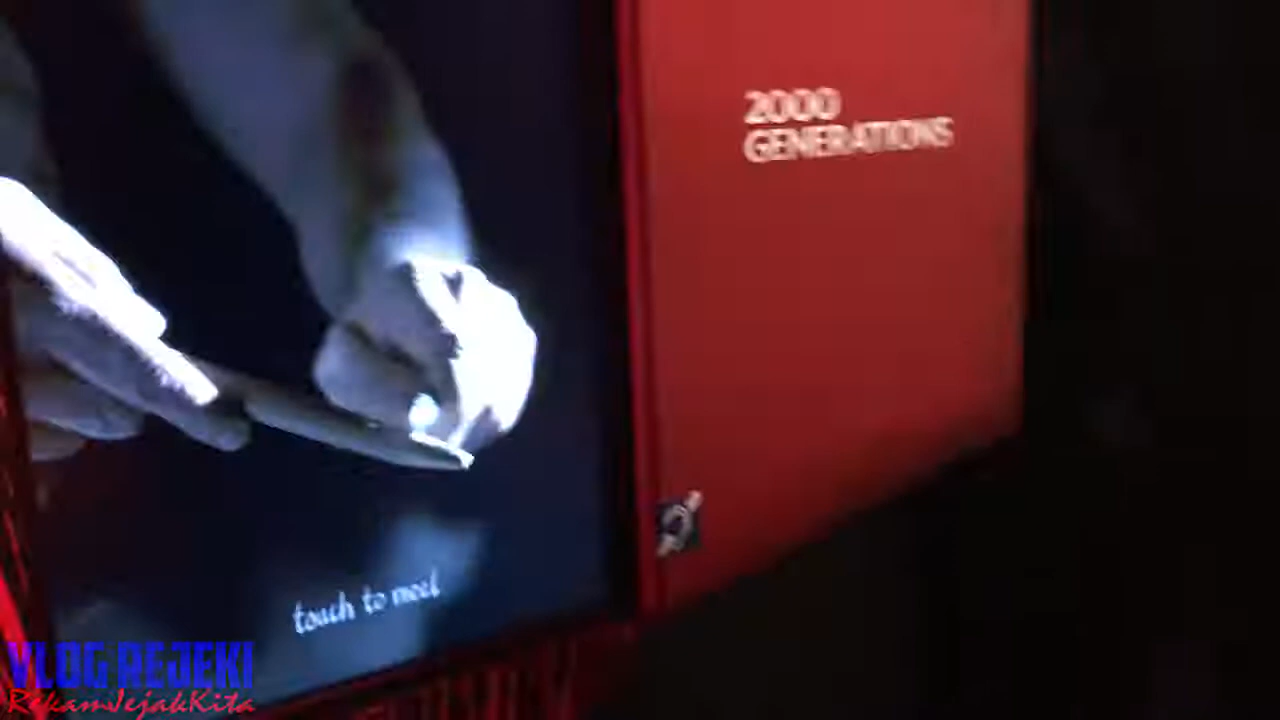 2000
GENERATIONS
touch to meet
VLOG REJEKI
RekamJejakKita